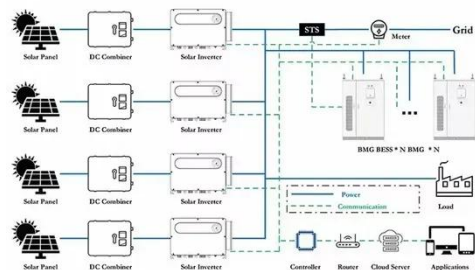 STS
Meter
Grid
Solar Panel
DC Combiner
Solar Inverter
Solar Panel
DC Combiner
Solar Inverter
BMG BESS * N BMG * N
Solar Panel
DC Combiner
Solar Inverter
Power
Communication
Load
Solar Panel
DC Combiner
Solar Inverter
Controller
Router
Cloud Server
Applications